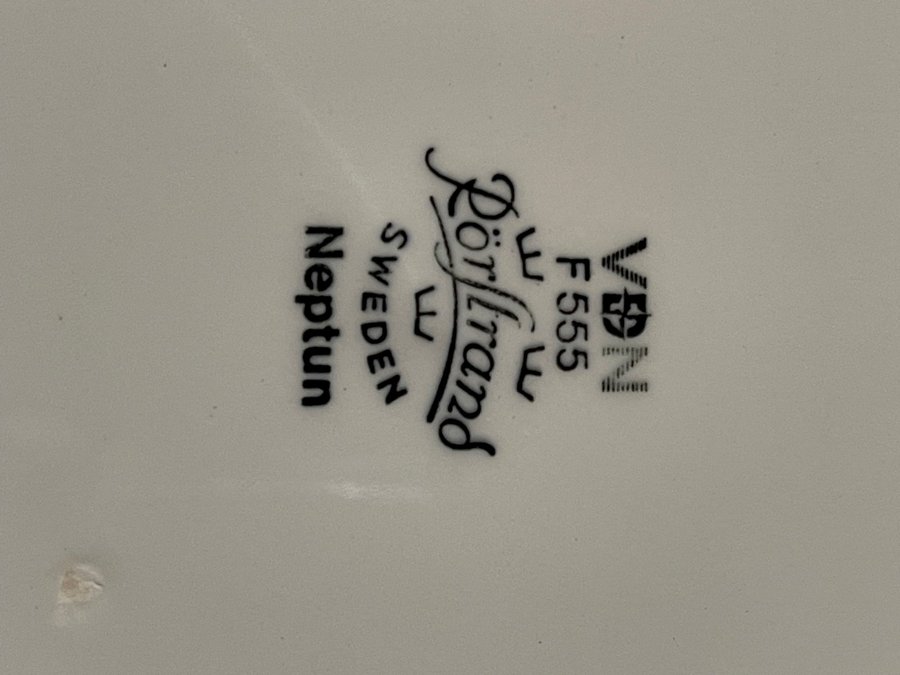 VDN
F 555
Rörstrand
SWEDEN
Neptun